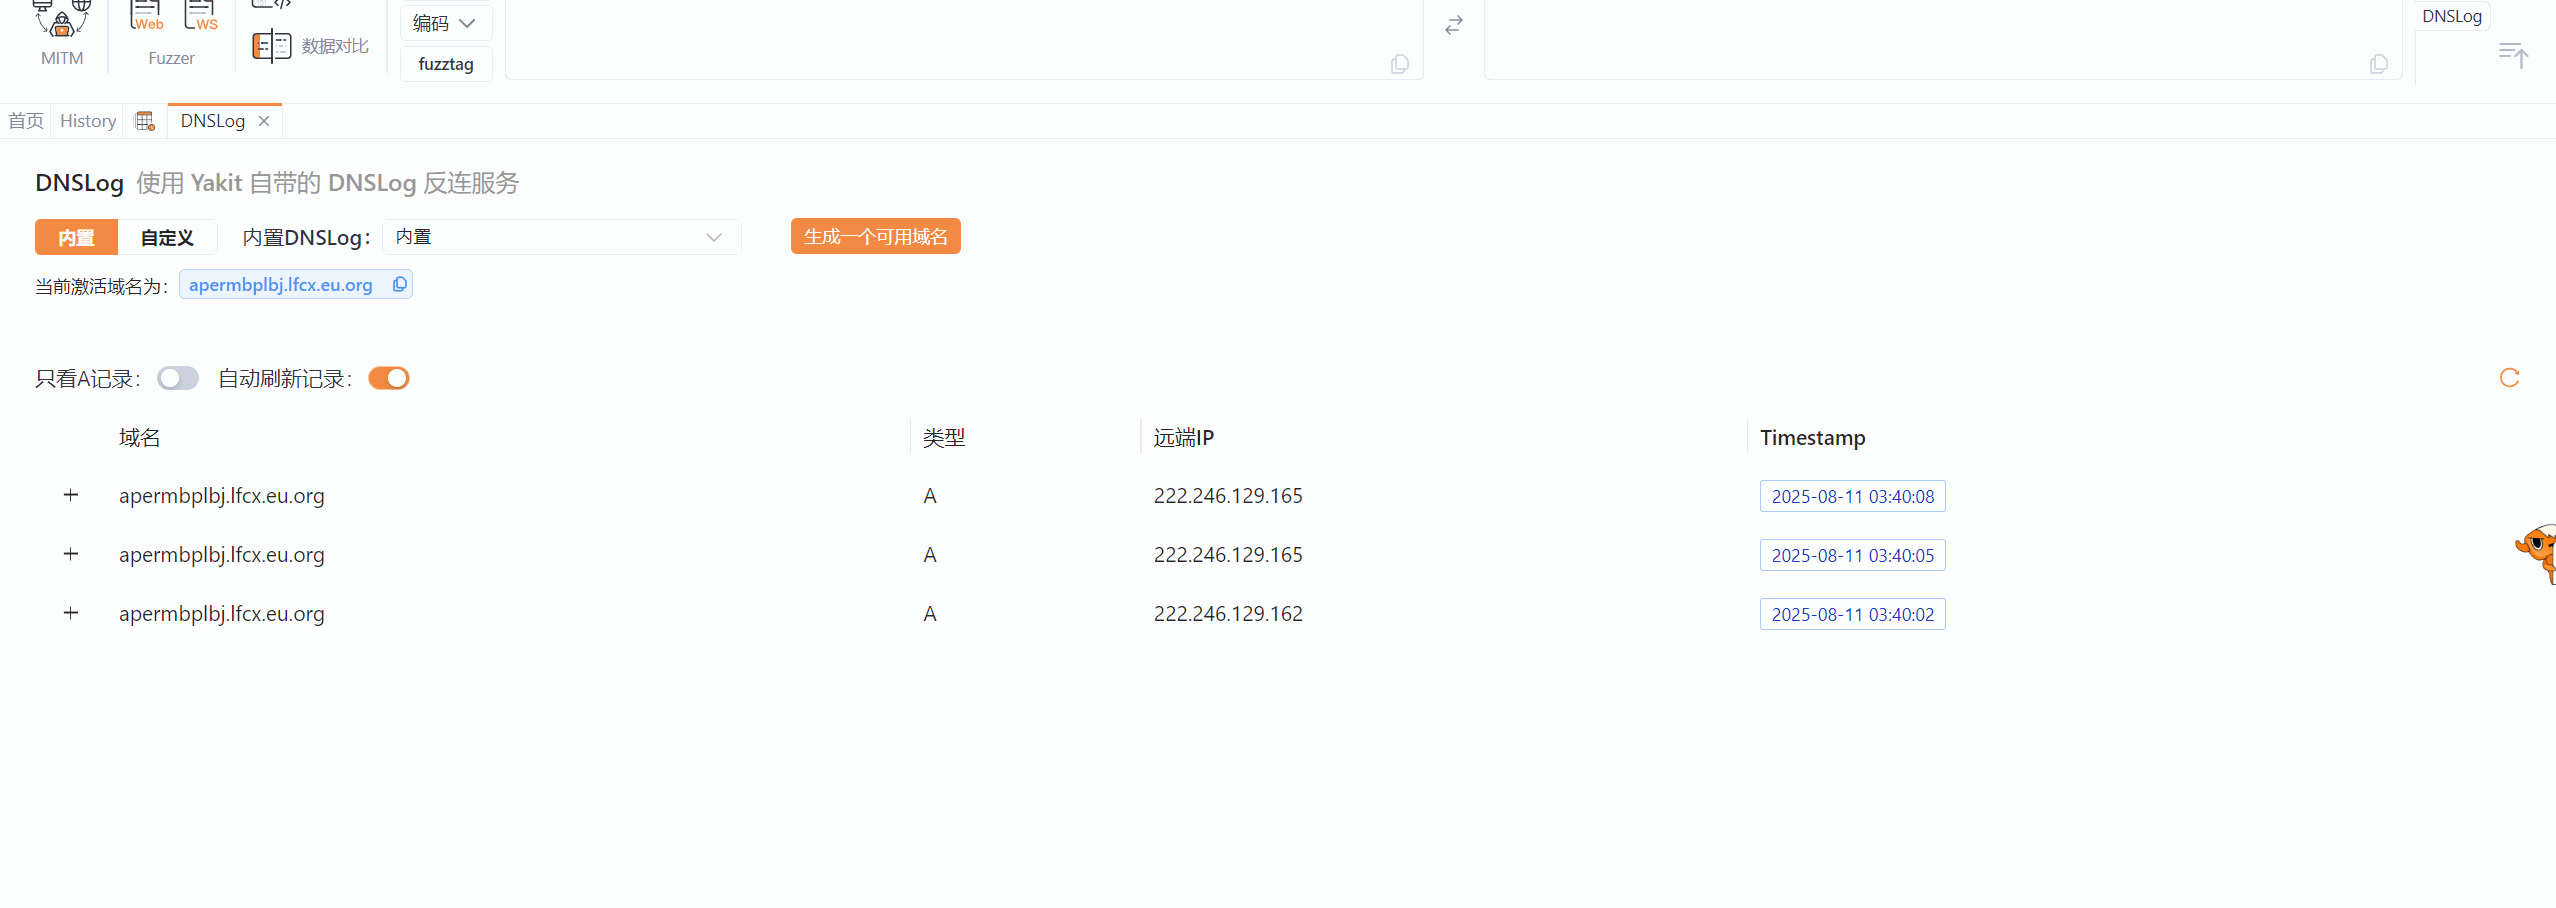 MITM
Web
WS
Fuzzer
数据对比
编码
fuzztag
DNSLog
首页
History
DNSLog
DNSLog 使用 Yakit 自带的 DNSLog 反连服务
内置 自定义 内置DNSLog: 内置 生成一个可用域名
当前激活域名为: apermbplbj.lfcx.eu.org
只看A记录: 自动刷新记录:
域名 类型 远端IP Timestamp
apermbplbj.lfcx.eu.org A 222.246.129.165 2025-08-11 03:40:08
apermbplbj.lfcx.eu.org A 222.246.129.165 2025-08-11 03:40:05
apermbplbj.lfcx.eu.org A 222.246.129.162 2025-08-11 03:40:02